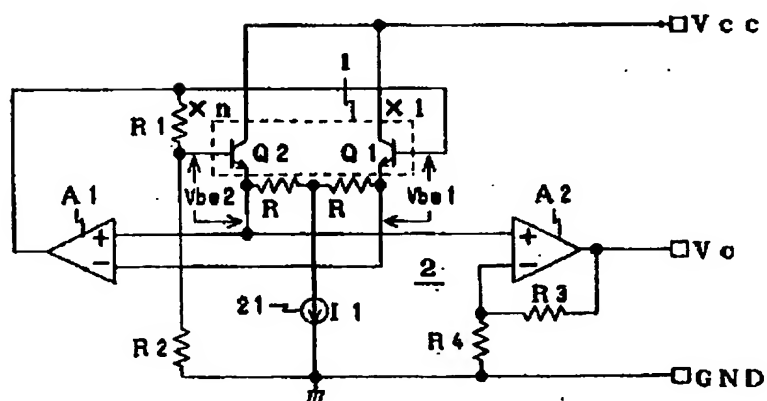 Vcc
1
×n
×1
R1
Q2
Q1
A1
Vbe2
R
R
Vbe1
A2
+
−
+
−
Vo
2
21
I1
R3
R2
R4
GND